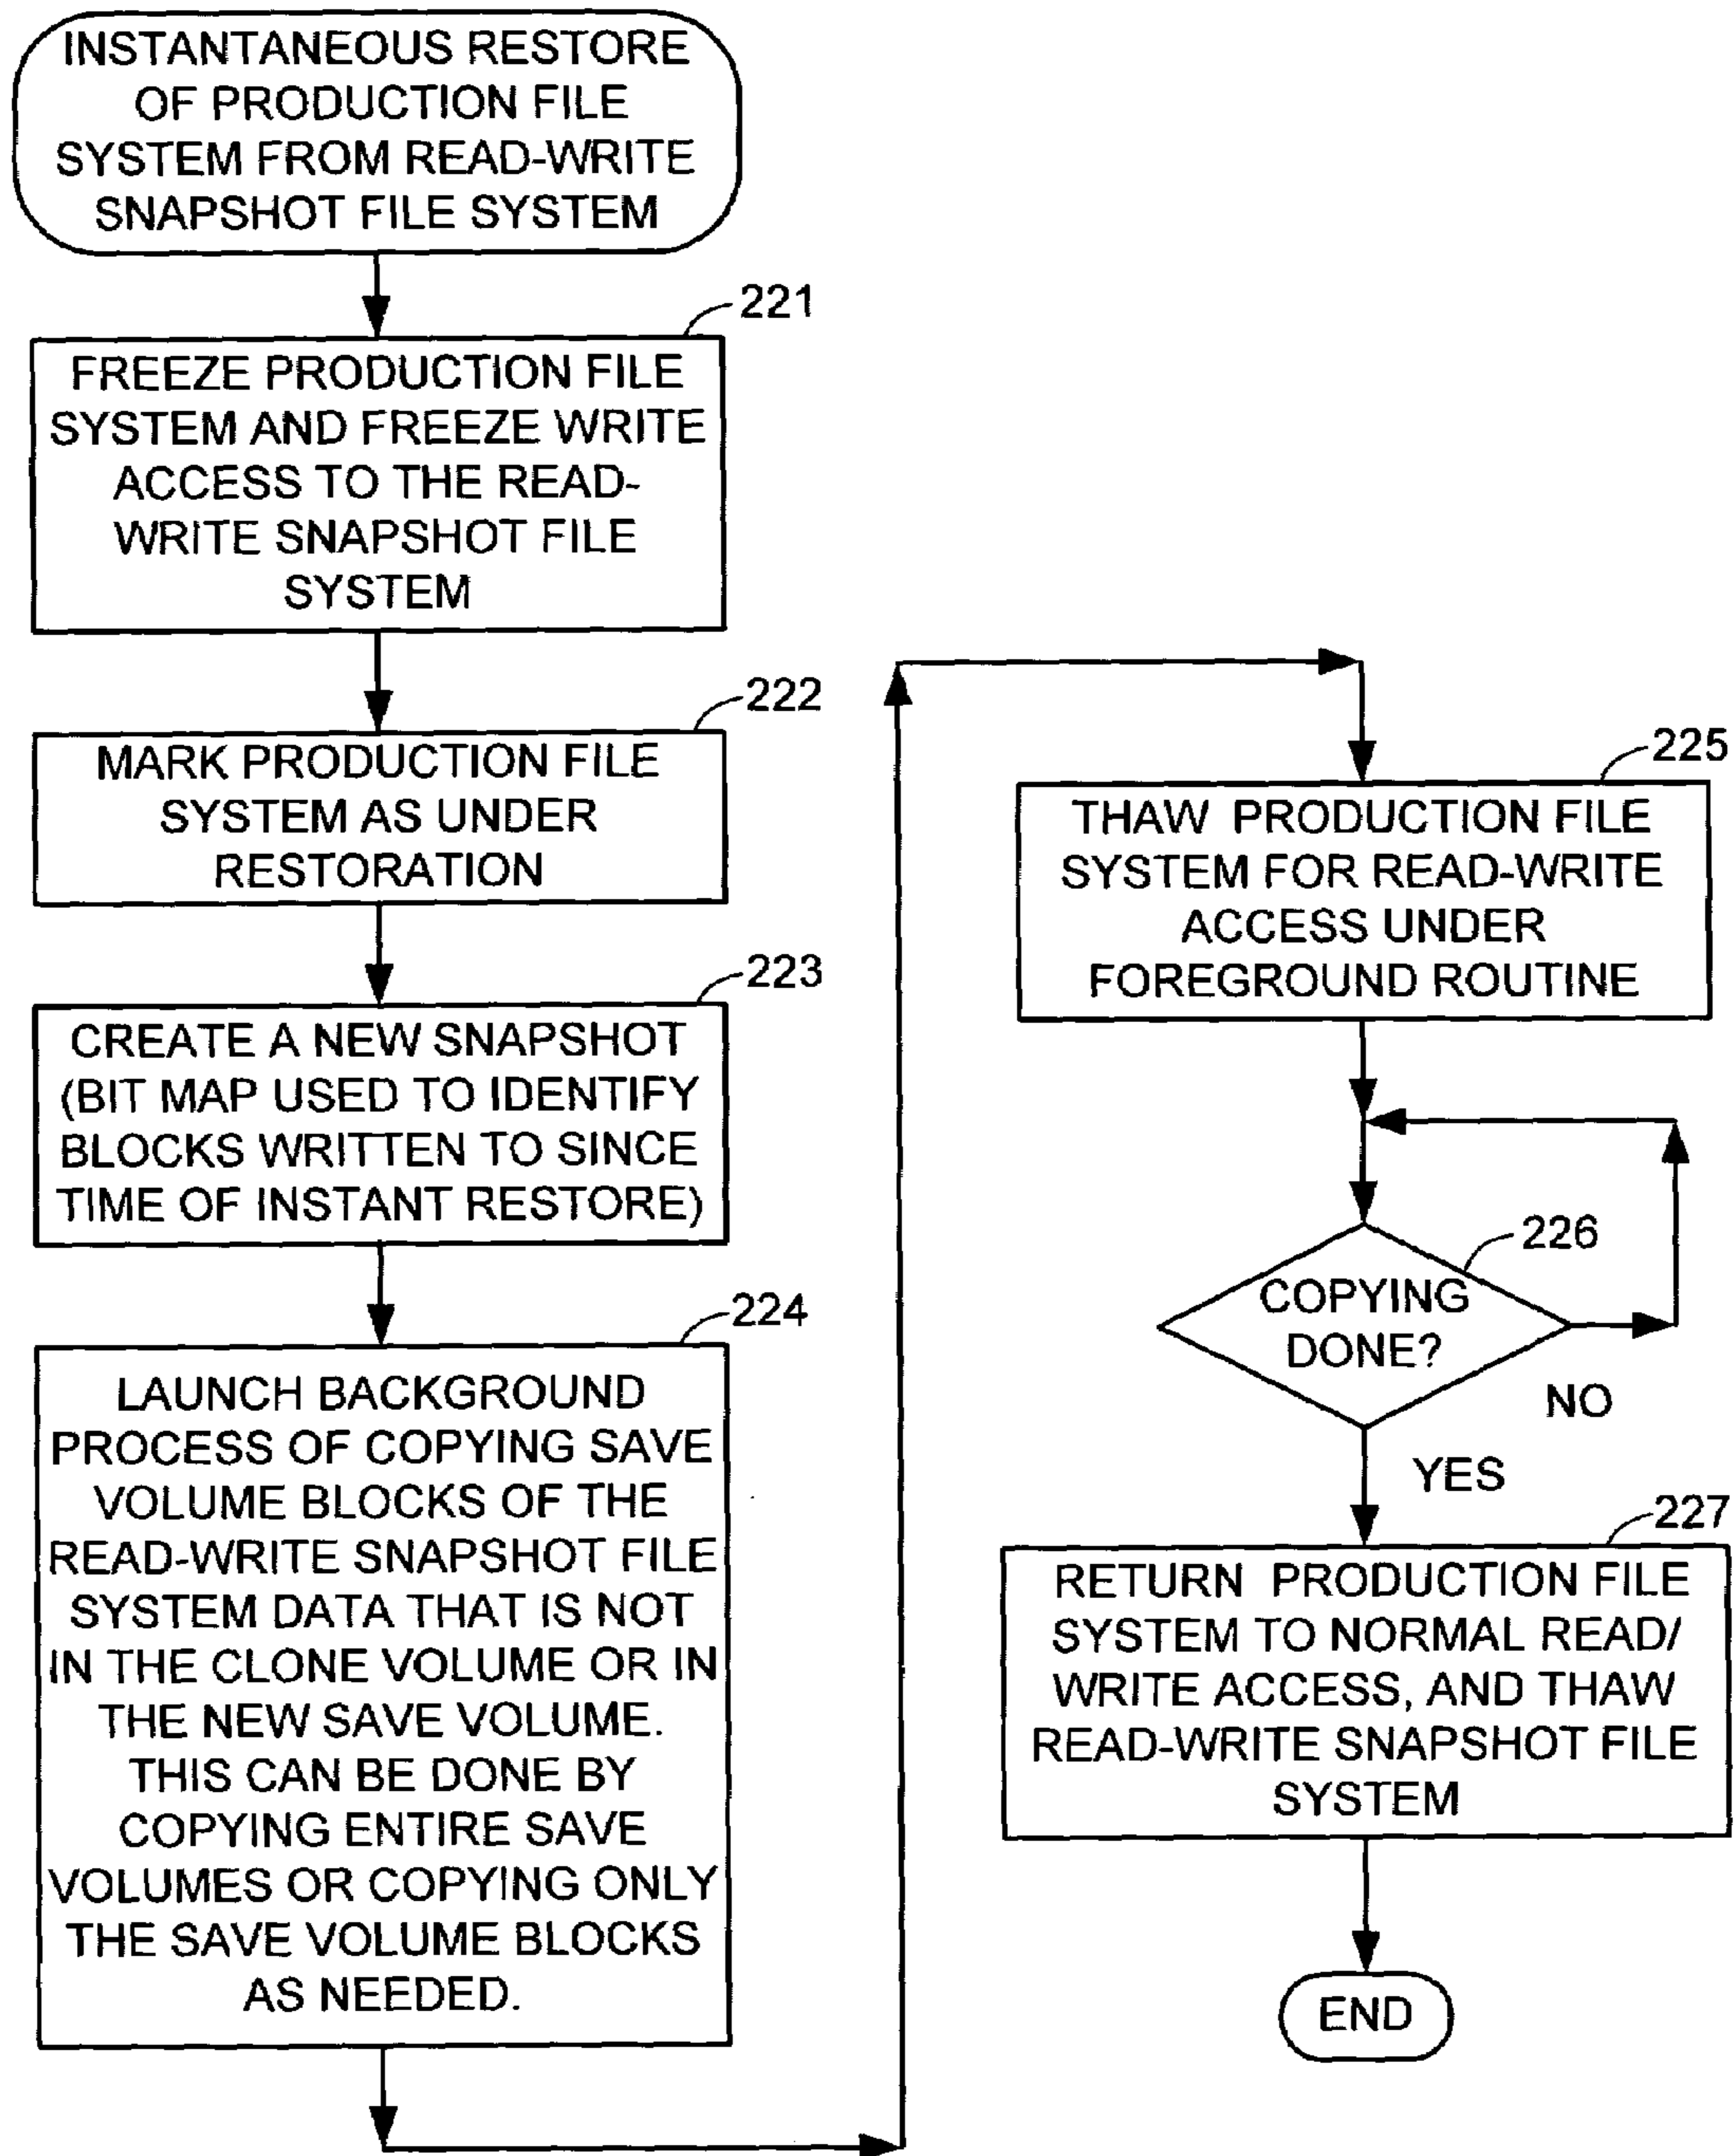 INSTANTANEOUS RESTORE
OF PRODUCTION FILE
SYSTEM FROM READ-WRITE
SNAPSHOT FILE SYSTEM
221
FREEZE PRODUCTION FILE
SYSTEM AND FREEZE WRITE
ACCESS TO THE READ-
WRITE SNAPSHOT FILE
SYSTEM
222
MARK PRODUCTION FILE
SYSTEM AS UNDER
RESTORATION
223
CREATE A NEW SNAPSHOT
(BIT MAP USED TO IDENTIFY
BLOCKS WRITTEN TO SINCE
TIME OF INSTANT RESTORE)
224
LAUNCH BACKGROUND
PROCESS OF COPYING SAVE
VOLUME BLOCKS OF THE
READ-WRITE SNAPSHOT FILE
SYSTEM DATA THAT IS NOT
IN THE CLONE VOLUME OR IN
THE NEW SAVE VOLUME.
THIS CAN BE DONE BY
COPYING ENTIRE SAVE
VOLUMES OR COPYING ONLY
THE SAVE VOLUME BLOCKS
AS NEEDED.
225
THAW PRODUCTION FILE
SYSTEM FOR READ-WRITE
ACCESS UNDER
FOREGROUND ROUTINE
226
COPYING
DONE?
NO
YES
227
RETURN PRODUCTION FILE
SYSTEM TO NORMAL READ/
WRITE ACCESS, AND THAW
READ-WRITE SNAPSHOT FILE
SYSTEM
END